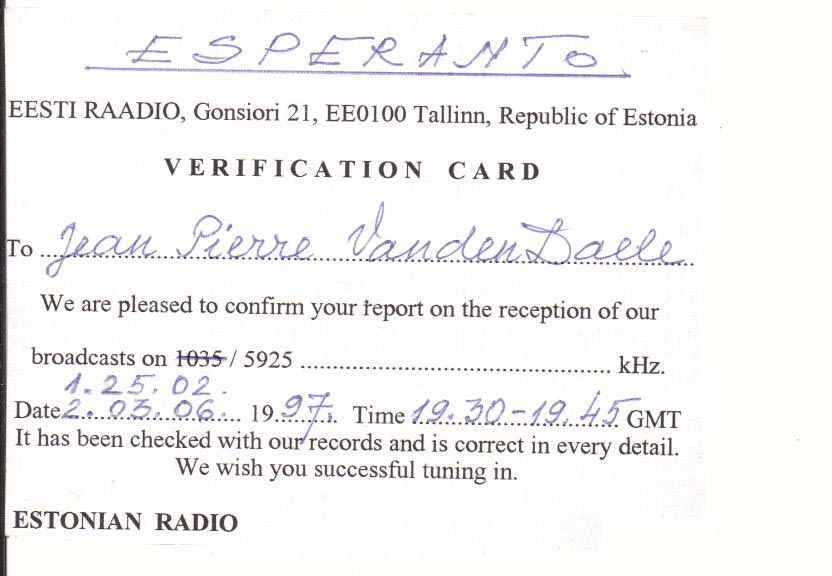 ESPERANTO
EESTI RAADIO, Gonsiori 21, EE0100 Tallinn, Republic of Estonia
VERIFICATION CARD
To Jean Pierre VandenDaele
We are pleased to confirm your report on the reception of our
broadcasts on 1035 / 5925 ........................................ kHz.
1.25.02.
Date 2.03.06. 1997. Time 19.30-19.45 GMT
It has been checked with our records and is correct in every detail.
We wish you successful tuning in.
ESTONIAN RADIO